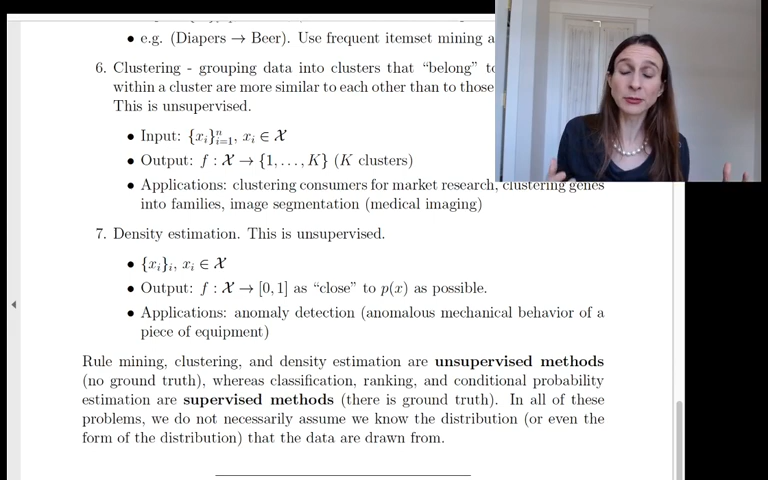 • e.g. (Diapers → Beer). Use frequent itemset mining a
6. Clustering - grouping data into clusters that “belong” to
within a cluster are more similar to each other than to those
This is unsupervised.
• Input: {xᵢ}ⁿᵢ₌₁, xᵢ ∈ 𝒳
• Output: f : 𝒳 → {1, . . . , K} (K clusters)
• Applications: clustering consumers for market research, clustering genes
into families, image segmentation (medical imaging)
7. Density estimation. This is unsupervised.
• {xᵢ}ᵢ, xᵢ ∈ 𝒳
• Output: f : 𝒳 → [0, 1] as “close” to p(x) as possible.
• Applications: anomaly detection (anomalous mechanical behavior of a
piece of equipment)
Rule mining, clustering, and density estimation are unsupervised methods
(no ground truth), whereas classification, ranking, and conditional probability
estimation are supervised methods (there is ground truth). In all of these
problems, we do not necessarily assume we know the distribution (or even the
form of the distribution) that the data are drawn from.